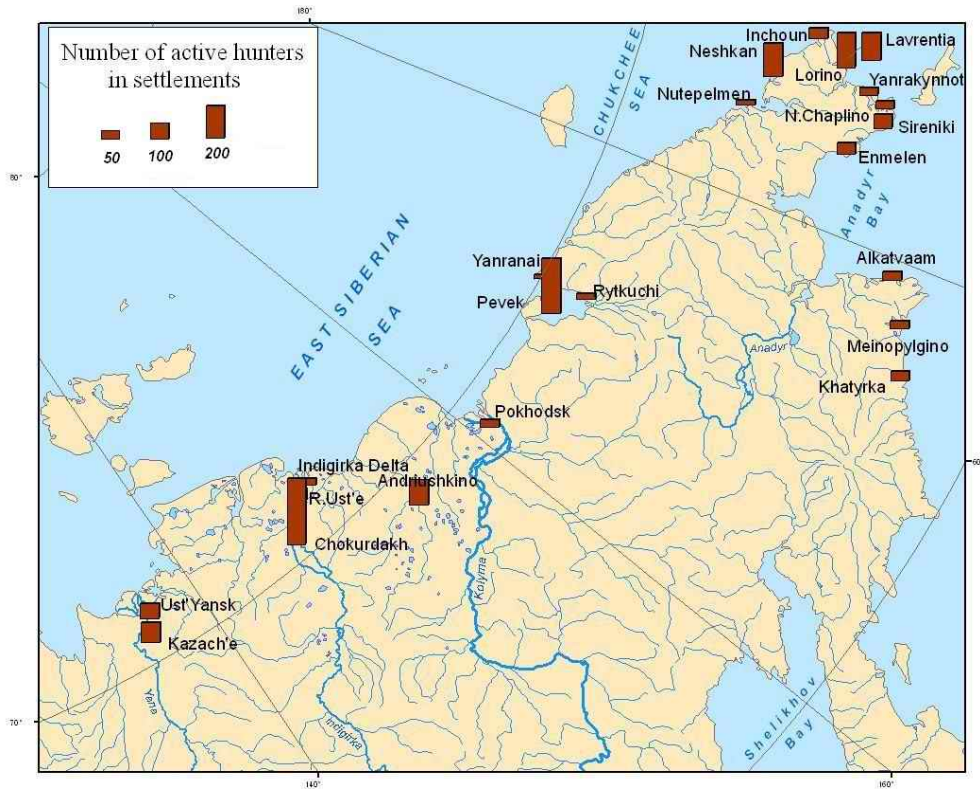 180°
Number of active hunters
in settlements
50 100 200
Inchoun
Neshkan
Lavrentia
Lorino
Yanrakynnot
Nutepelmen
N.Chaplino
Sireniki
Enmelen
CHUKCHEE
SEA
80°
Anadyr
Bay
Alkatvaam
EAST SIBERIAN
SEA
Yanranai
Rytkuchi
Pevek
Anadyr
Meinopylgino
Khatyrka
Pokhodsk
60
Indigirka Delta
Andriushkino
R.Ust'e
Chokurdakh
Kolyma
Ust'Yansk
Kazach'e
Yana
Indigirka
Shelikhov
Bay
70°
140°
160°